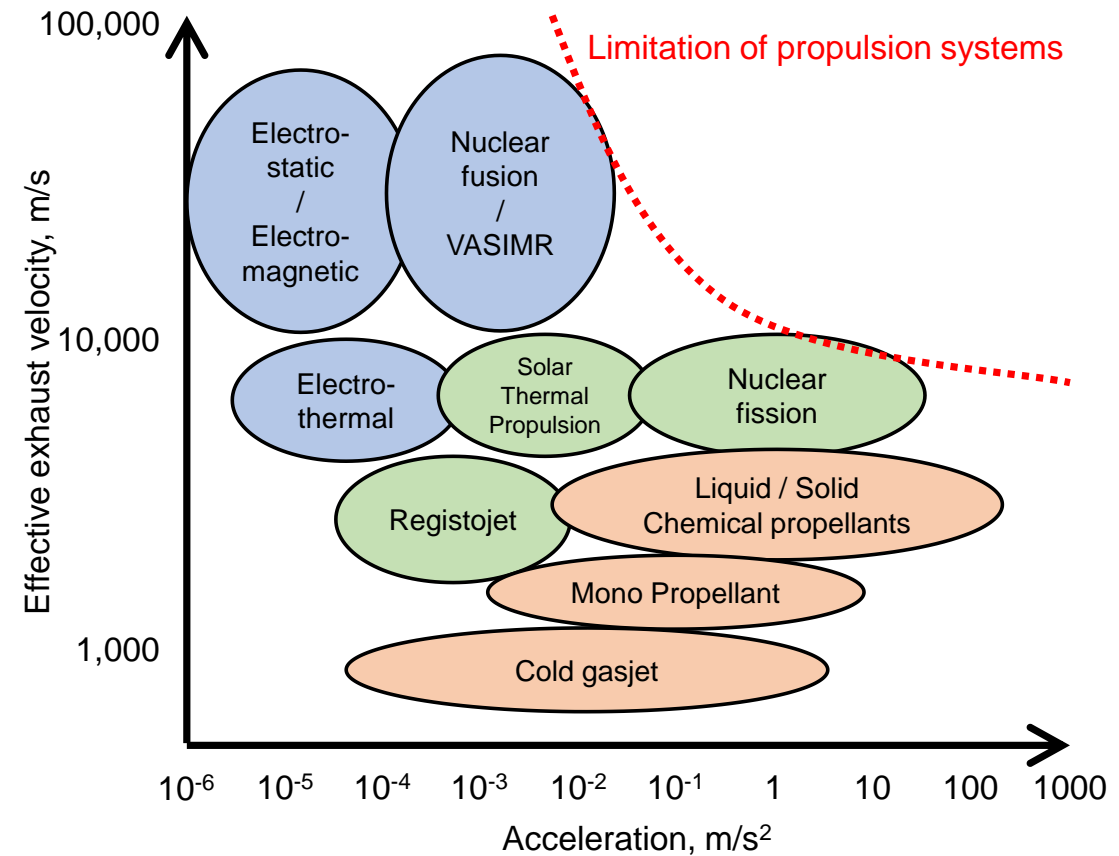 100,000
Limitation of propulsion systems
Electro-
static
/
Electro-
magnetic
Nuclear
fusion
/
VASIMR
Effective exhaust velocity, m/s
10,000
Electro-
thermal
Solar
Thermal
Propulsion
Nuclear
fission
Registojet
Liquid / Solid
Chemical propellants
Mono Propellant
1,000
Cold gasjet
10⁻⁶ 10⁻⁵ 10⁻⁴ 10⁻³ 10⁻² 10⁻¹ 1 10 100 1000
Acceleration, m/s²